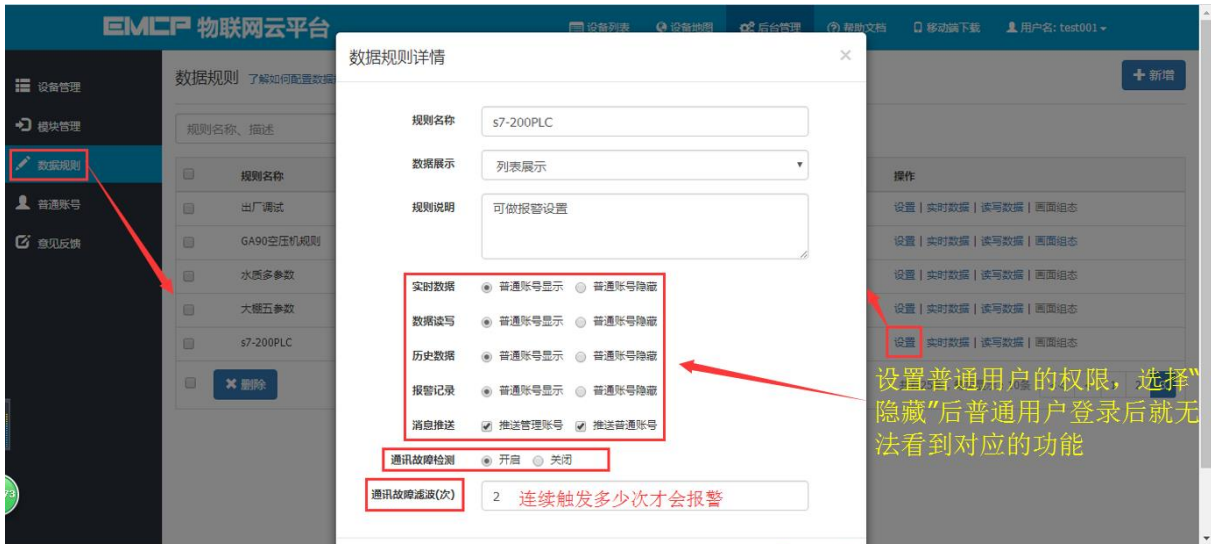 EMCP 物联网云平台
设备列表 设备地图 后台管理 帮助文档 移动端下载 用户名: test001
设备管理
模块管理
数据规则
普通账号
意见反馈
数据规则 了解如何配置数据
新增
规则名称、描述
规则名称 操作
出厂调试 设置 | 实时数据 | 读写数据 | 画面组态
GA90空压机规则 设置 | 实时数据 | 读写数据 | 画面组态
水质多参数 设置 | 实时数据 | 读写数据 | 画面组态
大棚五参数 设置 | 实时数据 | 读写数据 | 画面组态
s7-200PLC 设置 实时数据 | 读写数据 | 画面组态
删除
数据规则详情 ×
规则名称 s7-200PLC
数据展示 列表展示
规则说明 可做报警设置
实时数据 普通账号显示 普通账号隐藏
数据读写 普通账号显示 普通账号隐藏
历史数据 普通账号显示 普通账号隐藏
报警记录 普通账号显示 普通账号隐藏
消息推送 推送管理账号 推送普通账号
通讯故障检测 开启 关闭
通讯故障滤波(次) 2 连续触发多少次才会报警
设置普通用户的权限，选择“
隐藏”后普通用户登录后就无
法看到对应的功能